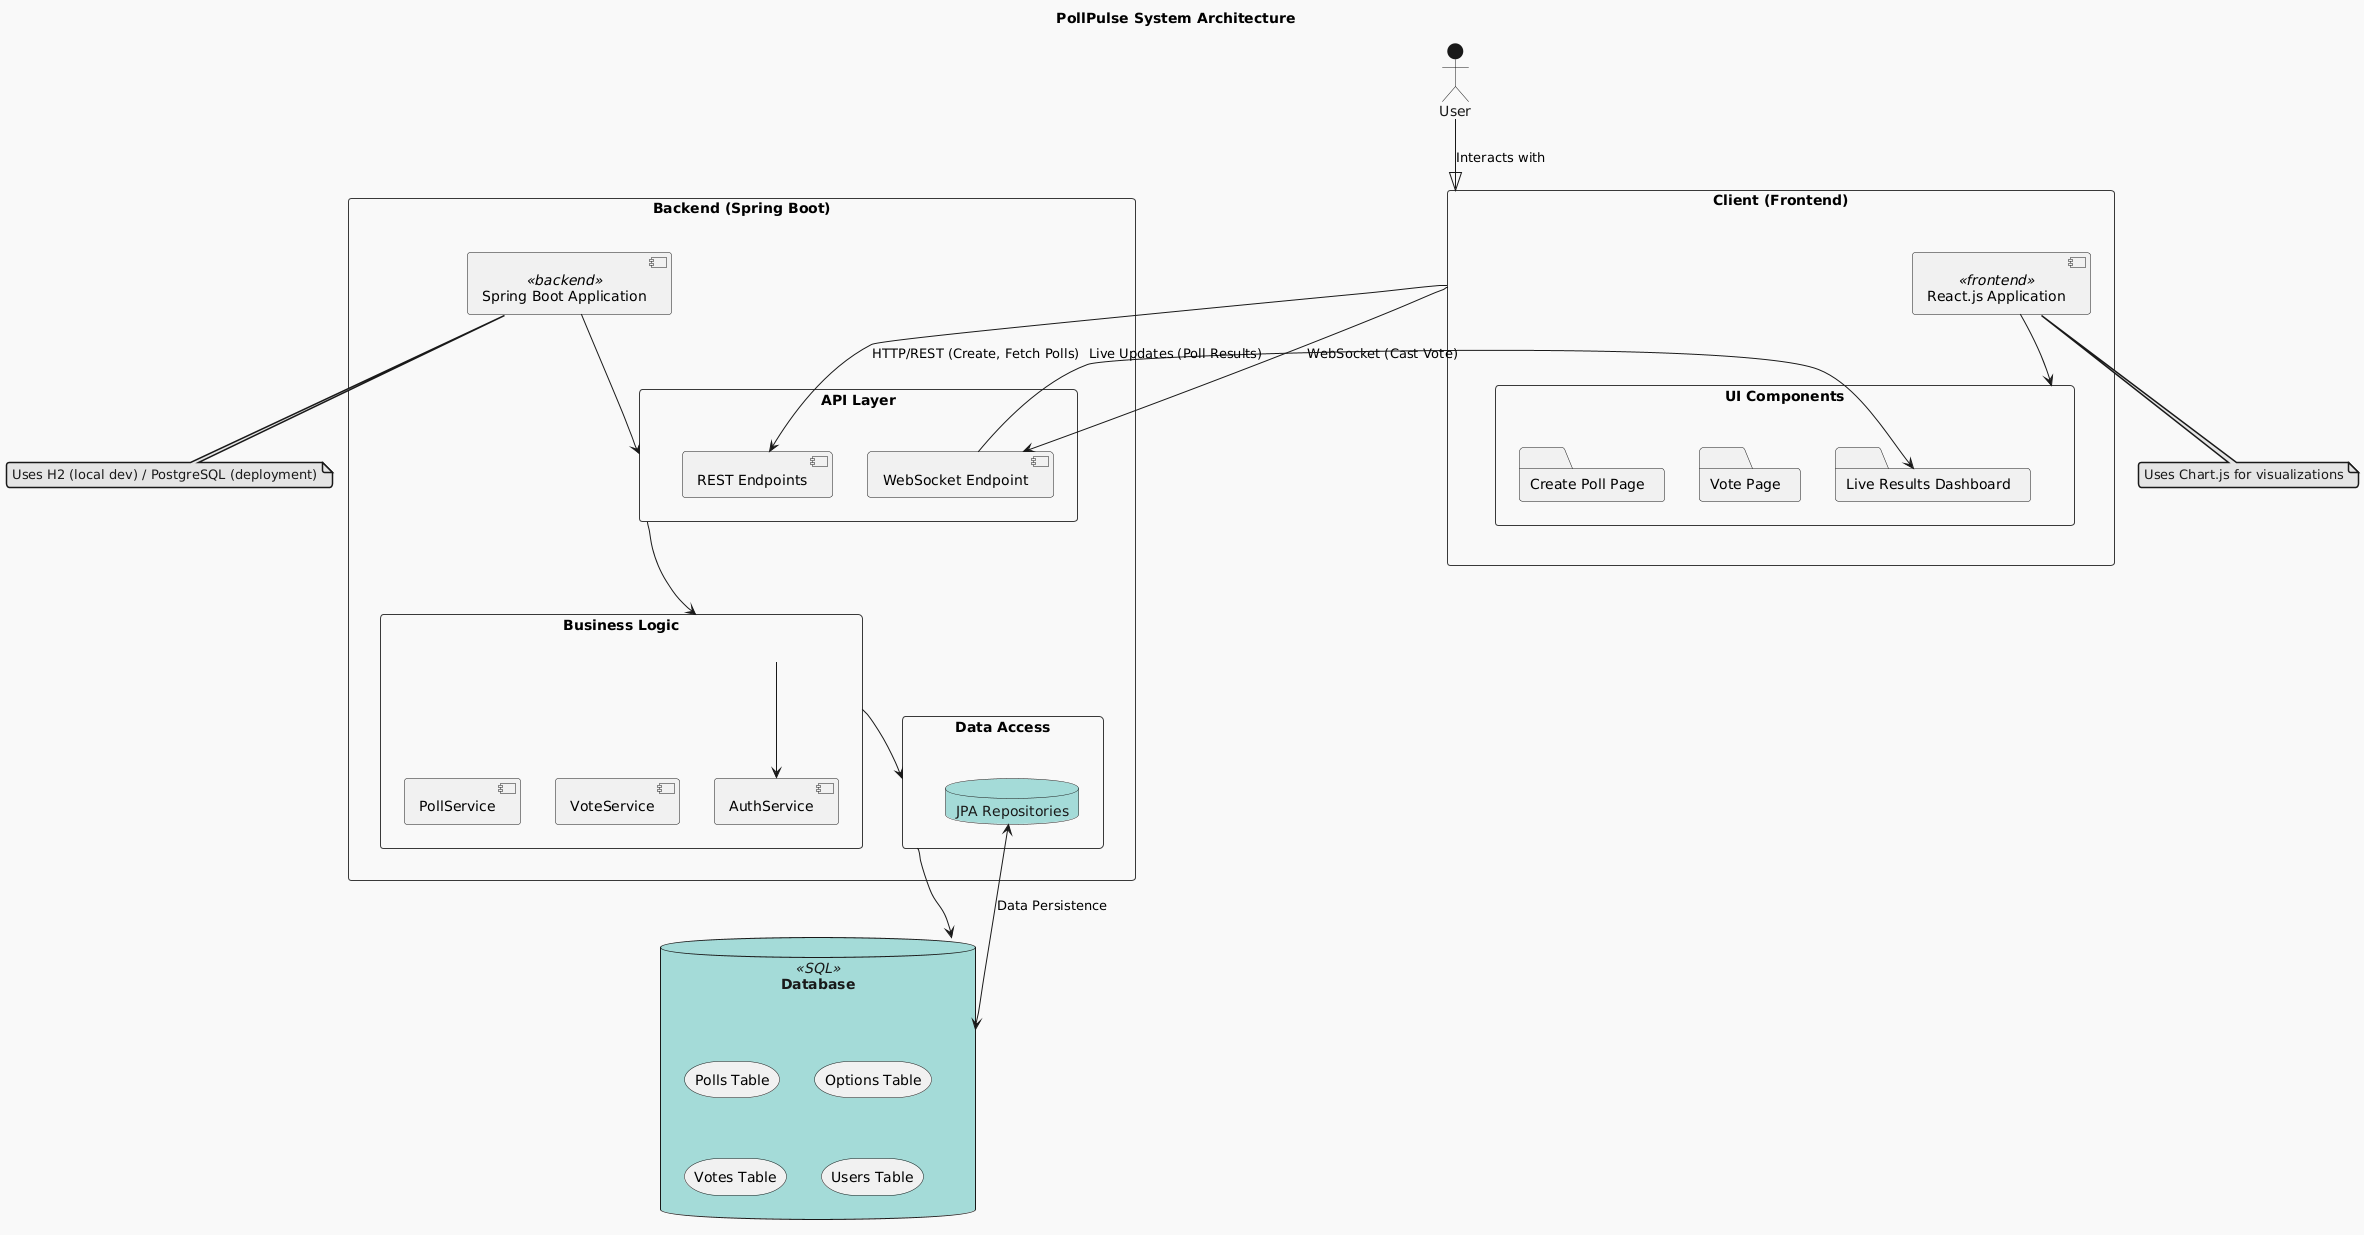 PollPulse System Architecture
User
Interacts with
Backend (Spring Boot)
Client (Frontend)
«backend»
Spring Boot Application
«frontend»
React.js Application
HTTP/REST (Create, Fetch Polls)
Live Updates (Poll Results)
WebSocket (Cast Vote)
API Layer
UI Components
Uses H2 (local dev) / PostgreSQL (deployment)
REST Endpoints
WebSocket Endpoint
Create Poll Page
Vote Page
Live Results Dashboard
Uses Chart.js for visualizations
Business Logic
Data Access
PollService
VoteService
AuthService
JPA Repositories
Data Persistence
«SQL»
Database
Polls Table
Options Table
Votes Table
Users Table